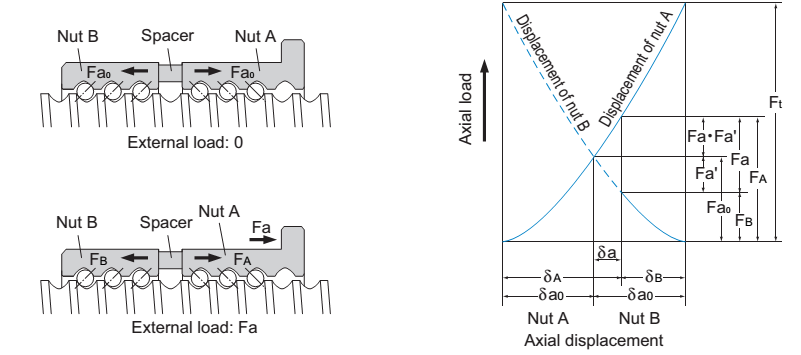 Nut B
Spacer
Nut A
Fa0
Fa0
External load: 0
Nut B
Spacer
Nut A
Fa
FB
FA
External load: Fa
Axial load
Displacement of nut B
Displacement of nut A
Ft
Fa・Fa'
Fa
Fa'
FA
Fa0
FB
δa
δA
δB
δa0
δa0
Nut A
Nut B
Axial displacement